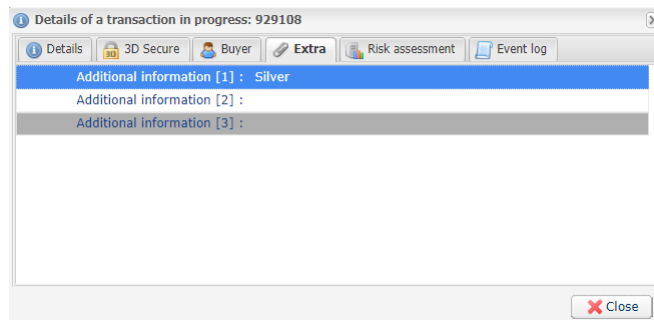 Details of a transaction in progress: 929108
Details 3D Secure Buyer Extra Risk assessment Event log
Additional information [1] : Silver
Additional information [2] :
Additional information [3] :
Close